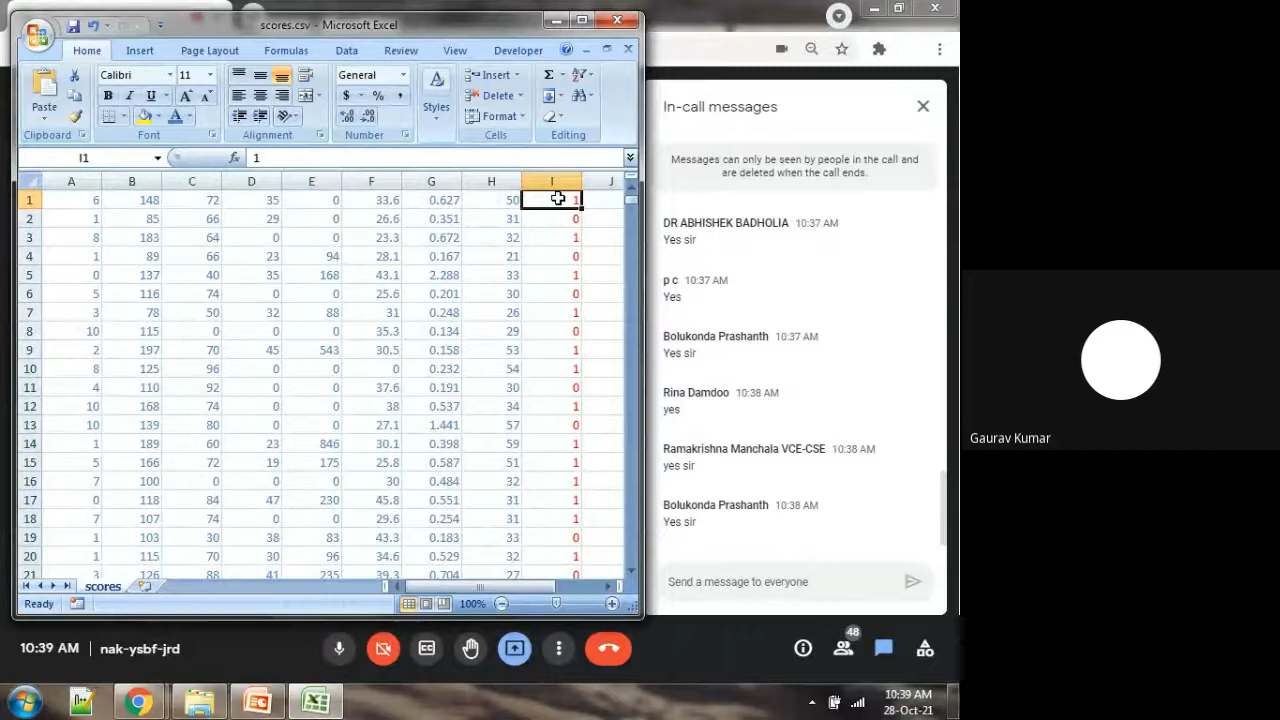 scores.csv - Microsoft Excel
Home Insert Page Layout Formulas Data Review View Developer
Calibri 11 General Insert
Paste B I U A A $ % , Styles Delete
A Format
Clipboard Font Alignment Number Cells Editing
I1 fx 1
A B C D E F G H I J
1 6 148 72 35 0 33.6 0.627 50 1
2 1 85 66 29 0 26.6 0.351 31 0
3 8 183 64 0 0 23.3 0.672 32 1
4 1 89 66 23 94 28.1 0.167 21 0
5 0 137 40 35 168 43.1 2.288 33 1
6 5 116 74 0 0 25.6 0.201 30 0
7 3 78 50 32 88 31 0.248 26 1
8 10 115 0 0 0 35.3 0.134 29 0
9 2 197 70 45 543 30.5 0.158 53 1
10 8 125 96 0 0 0 0.232 54 1
11 4 110 92 0 0 37.6 0.191 30 0
12 10 168 74 0 0 38 0.537 34 1
13 10 139 80 0 0 27.1 1.441 57 0
14 1 189 60 23 846 30.1 0.398 59 1
15 5 166 72 19 175 25.8 0.587 51 1
16 7 100 0 0 0 30 0.484 32 1
17 0 118 84 47 230 45.8 0.551 31 1
18 7 107 74 0 0 29.6 0.254 31 1
19 1 103 30 38 83 43.3 0.183 33 0
20 1 115 70 30 96 34.6 0.529 32 1
21 3 126 88 41 235 39.3 0.704 27 0
scores
Ready 100%
In-call messages
Messages can only be seen by people in the call and
are deleted when the call ends.
DR ABHISHEK BADHOLIA 10:37 AM
Yes sir
p c 10:37 AM
Yes
Bolukonda Prashanth 10:37 AM
Yes sir
Rina Damdoo 10:38 AM
yes
Ramakrishna Manchala VCE-CSE 10:38 AM
yes sir
Bolukonda Prashanth 10:38 AM
Yes sir
Send a message to everyone
Gaurav Kumar
10:39 AM nak-ysbf-jrd 48
10:39 AM
28-Oct-21